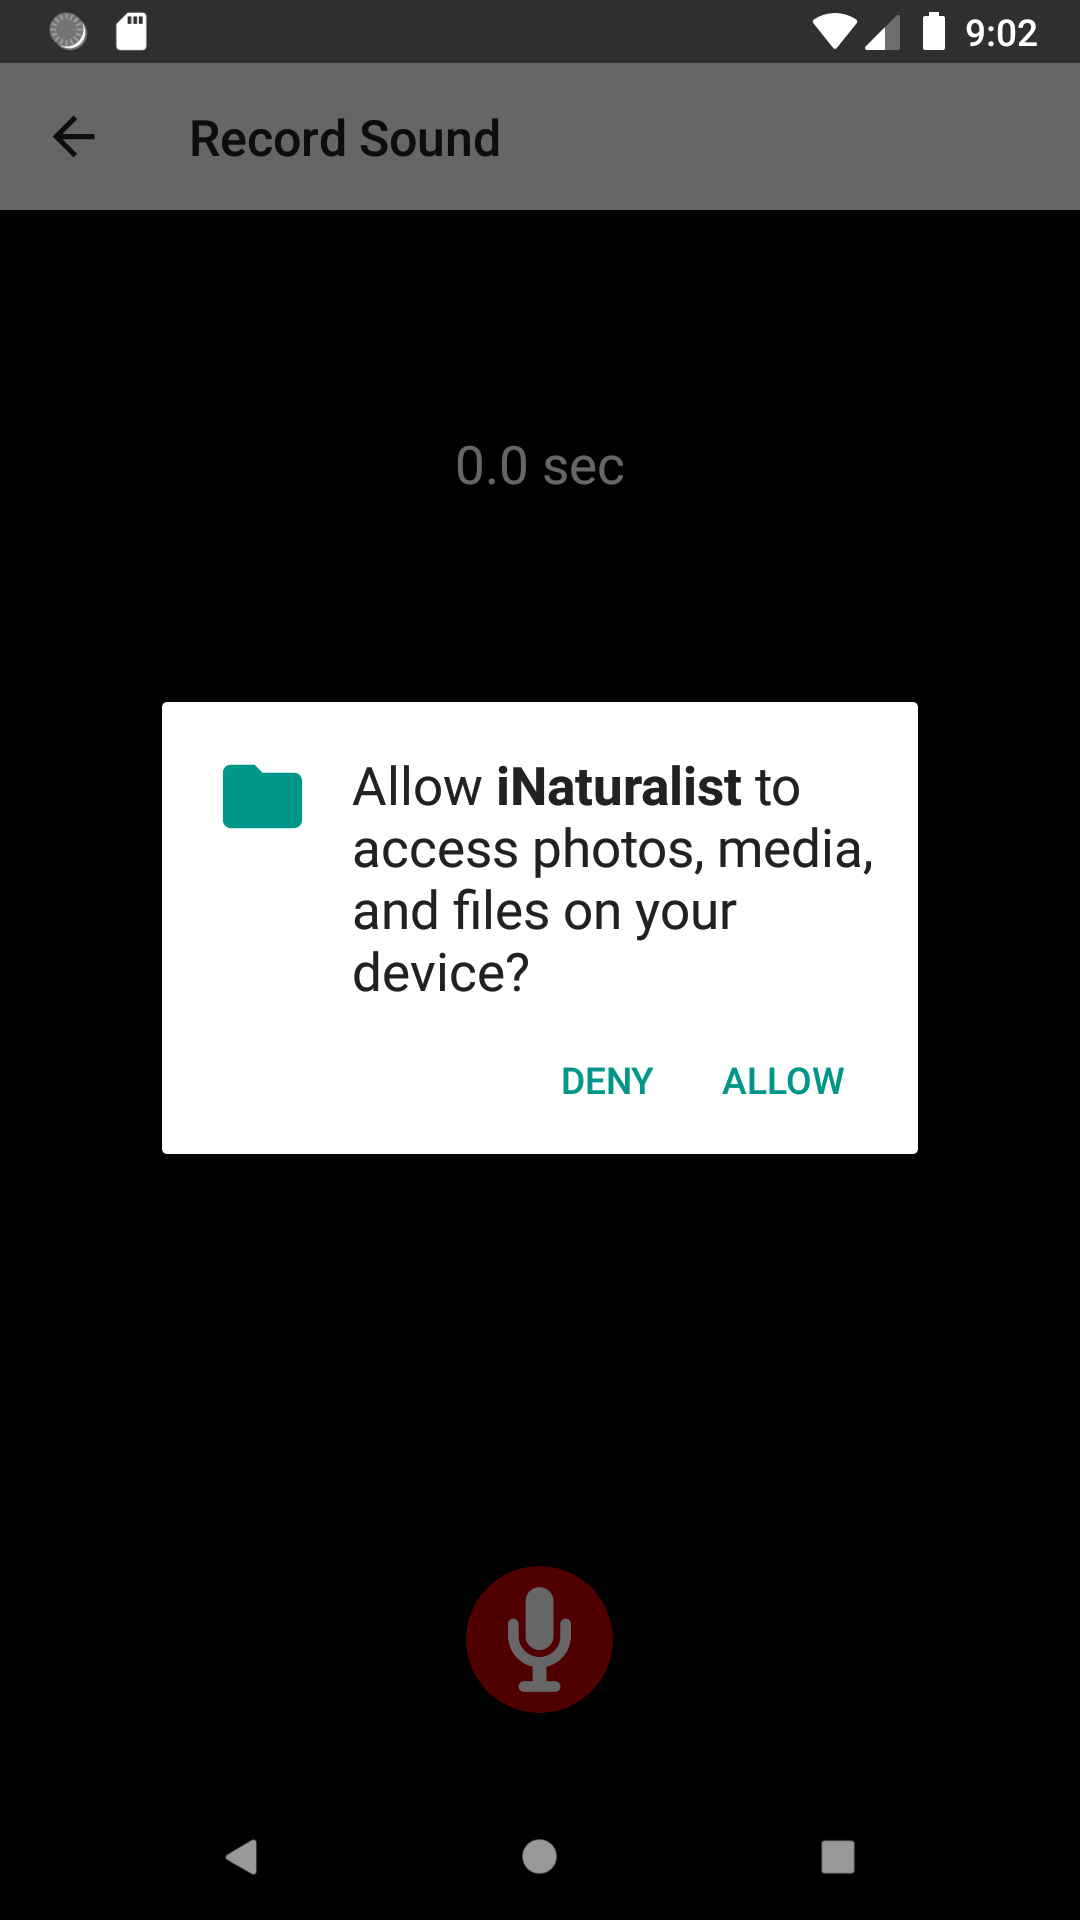 9:02
Record Sound
0.0 sec
Allow iNaturalist to
access photos, media,
and files on your
device?
DENY ALLOW